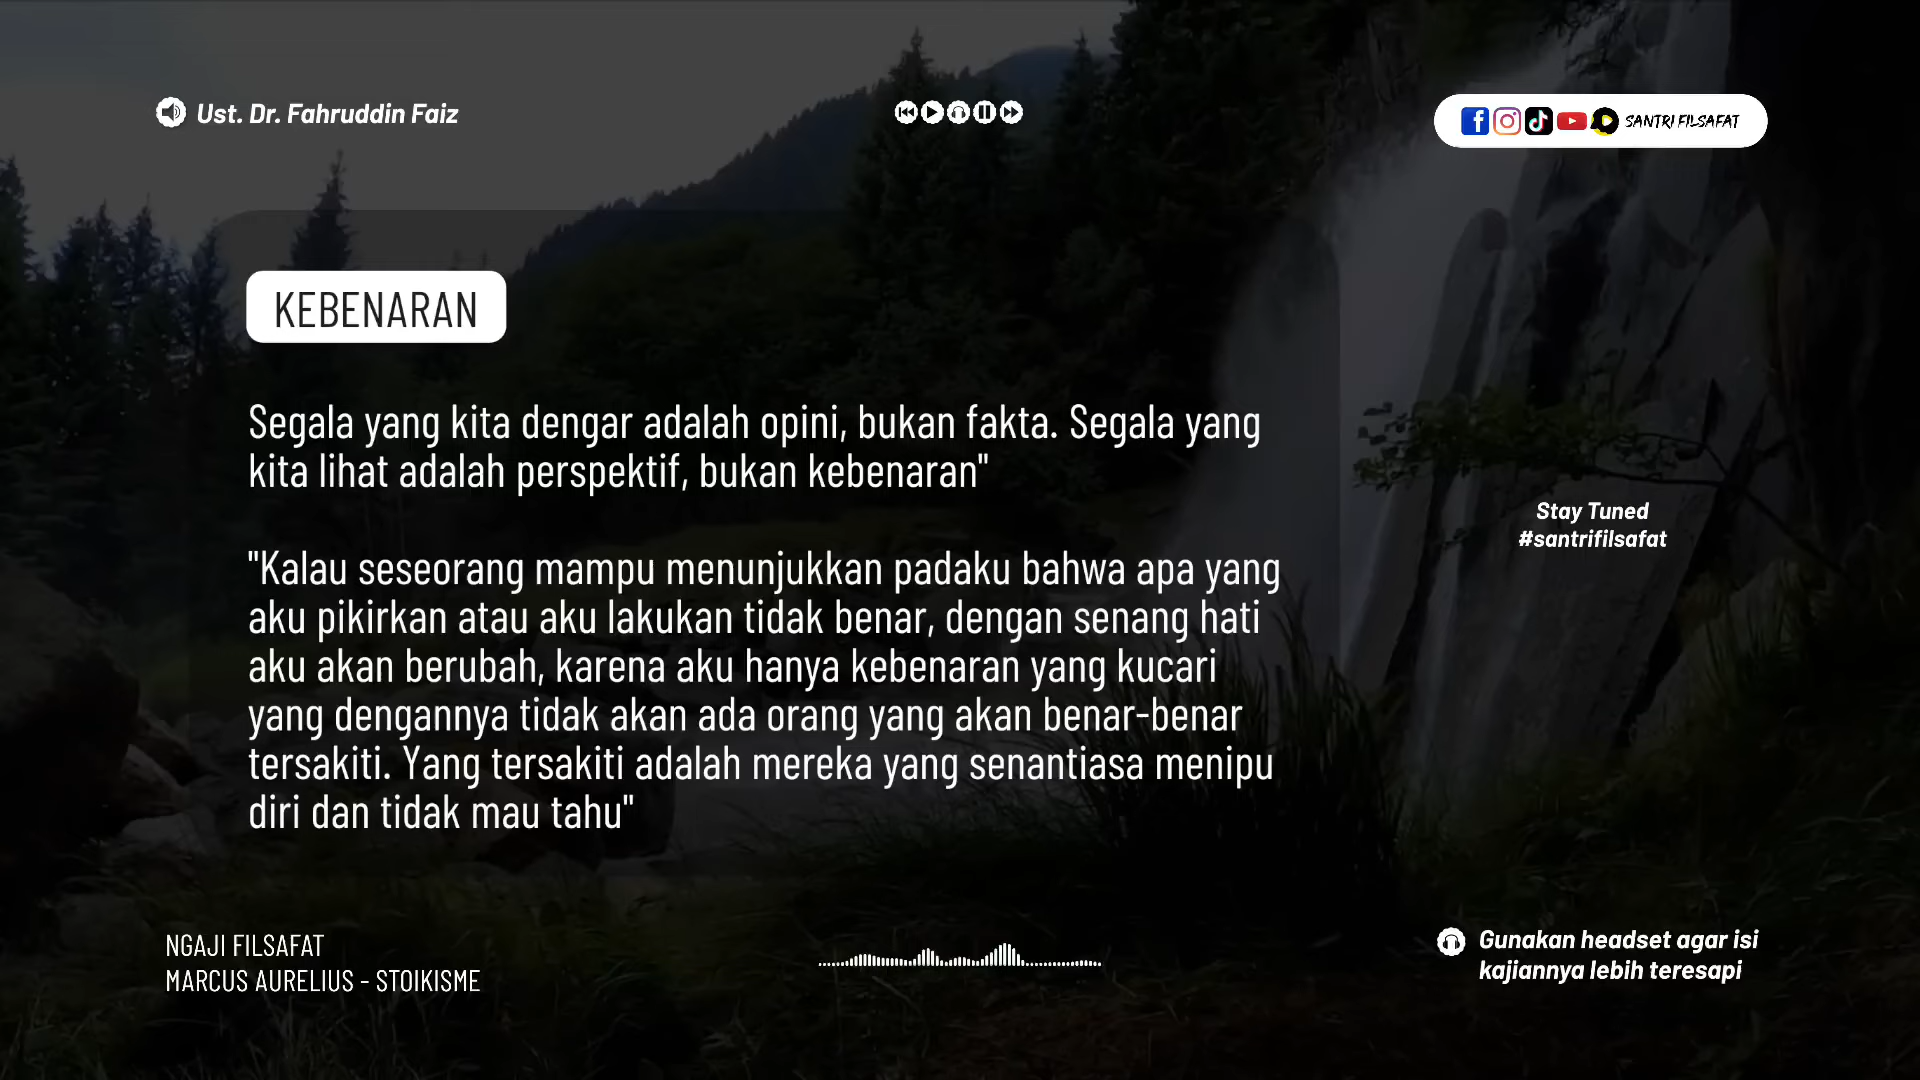 Ust. Dr. Fahruddin Faiz
SANTRI FILSAFAT
KEBENARAN
Segala yang kita dengar adalah opini, bukan fakta. Segala yang
kita lihat adalah perspektif, bukan kebenaran"
"Kalau seseorang mampu menunjukkan padaku bahwa apa yang
aku pikirkan atau aku lakukan tidak benar, dengan senang hati
aku akan berubah, karena aku hanya kebenaran yang kucari
yang dengannya tidak akan ada orang yang akan benar-benar
tersakiti. Yang tersakiti adalah mereka yang senantiasa menipu
diri dan tidak mau tahu"
Stay Tuned
#santrifilsafat
NGAJI FILSAFAT
MARCUS AURELIUS - STOIKISME
Gunakan headset agar isi
kajiannya lebih teresapi